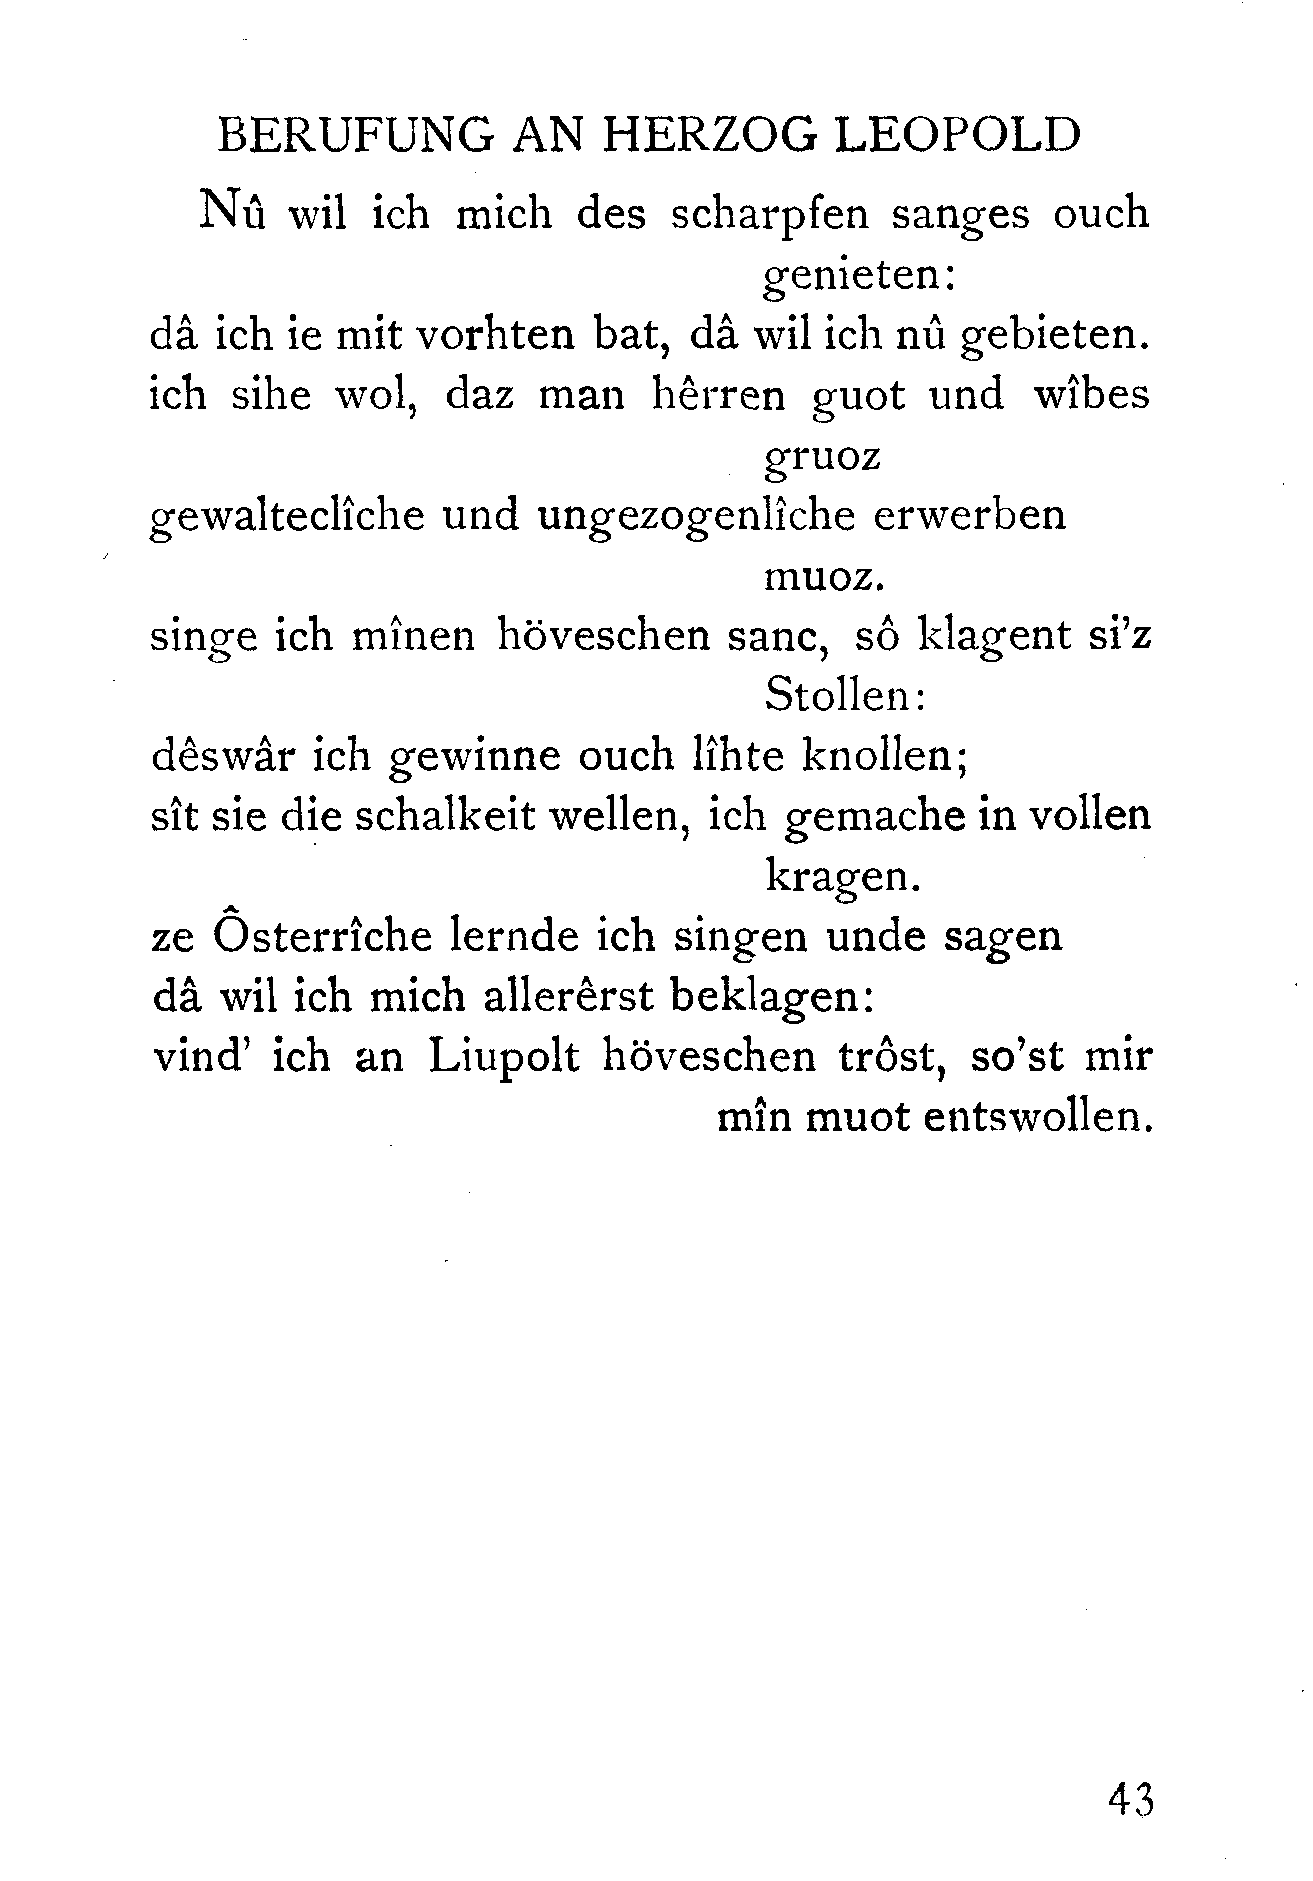 BERUFUNG AN HERZOG LEOPOLD
Nû wil ich mich des scharpfen sanges ouch
genieten:
dâ ich ie mit vorhten bat, dâ wil ich nû gebieten.
ich sihe wol, daz man hêrren guot und wîbes
gruoz
gewalteclîche und ungezogenlîche erwerben
muoz.
singe ich mînen höveschen sanc, sô klagent si’z
Stollen:
dêswâr ich gewinne ouch lîhte knollen;
sît sie die schalkeit wellen, ich gemache in vollen
kragen.
ze Ôsterrîche lernde ich singen unde sagen
dâ wil ich mich allerêrst beklagen:
vind’ ich an Liupolt höveschen trôst, so’st mir
mîn muot entswollen.
43